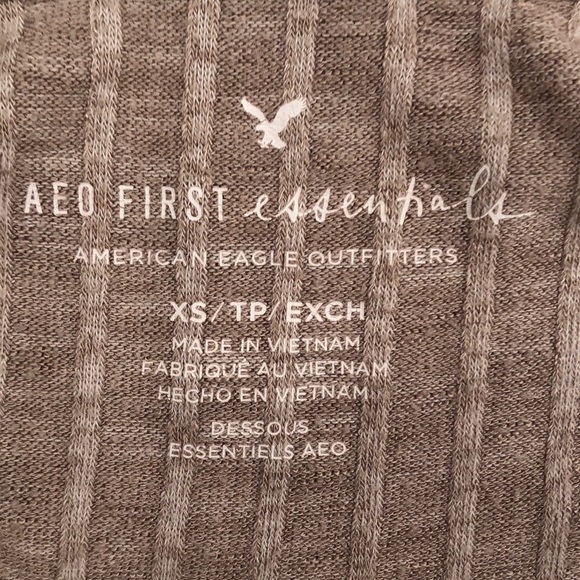 AEO FIRST essentials
AMERICAN EAGLE OUTFITTERS
XS/TP/EXCH
MADE IN VIETNAM
FABRIQUÉ AU VIETNAM
HECHO EN VIETNAM
DESSOUS
ESSENTIELS AEO